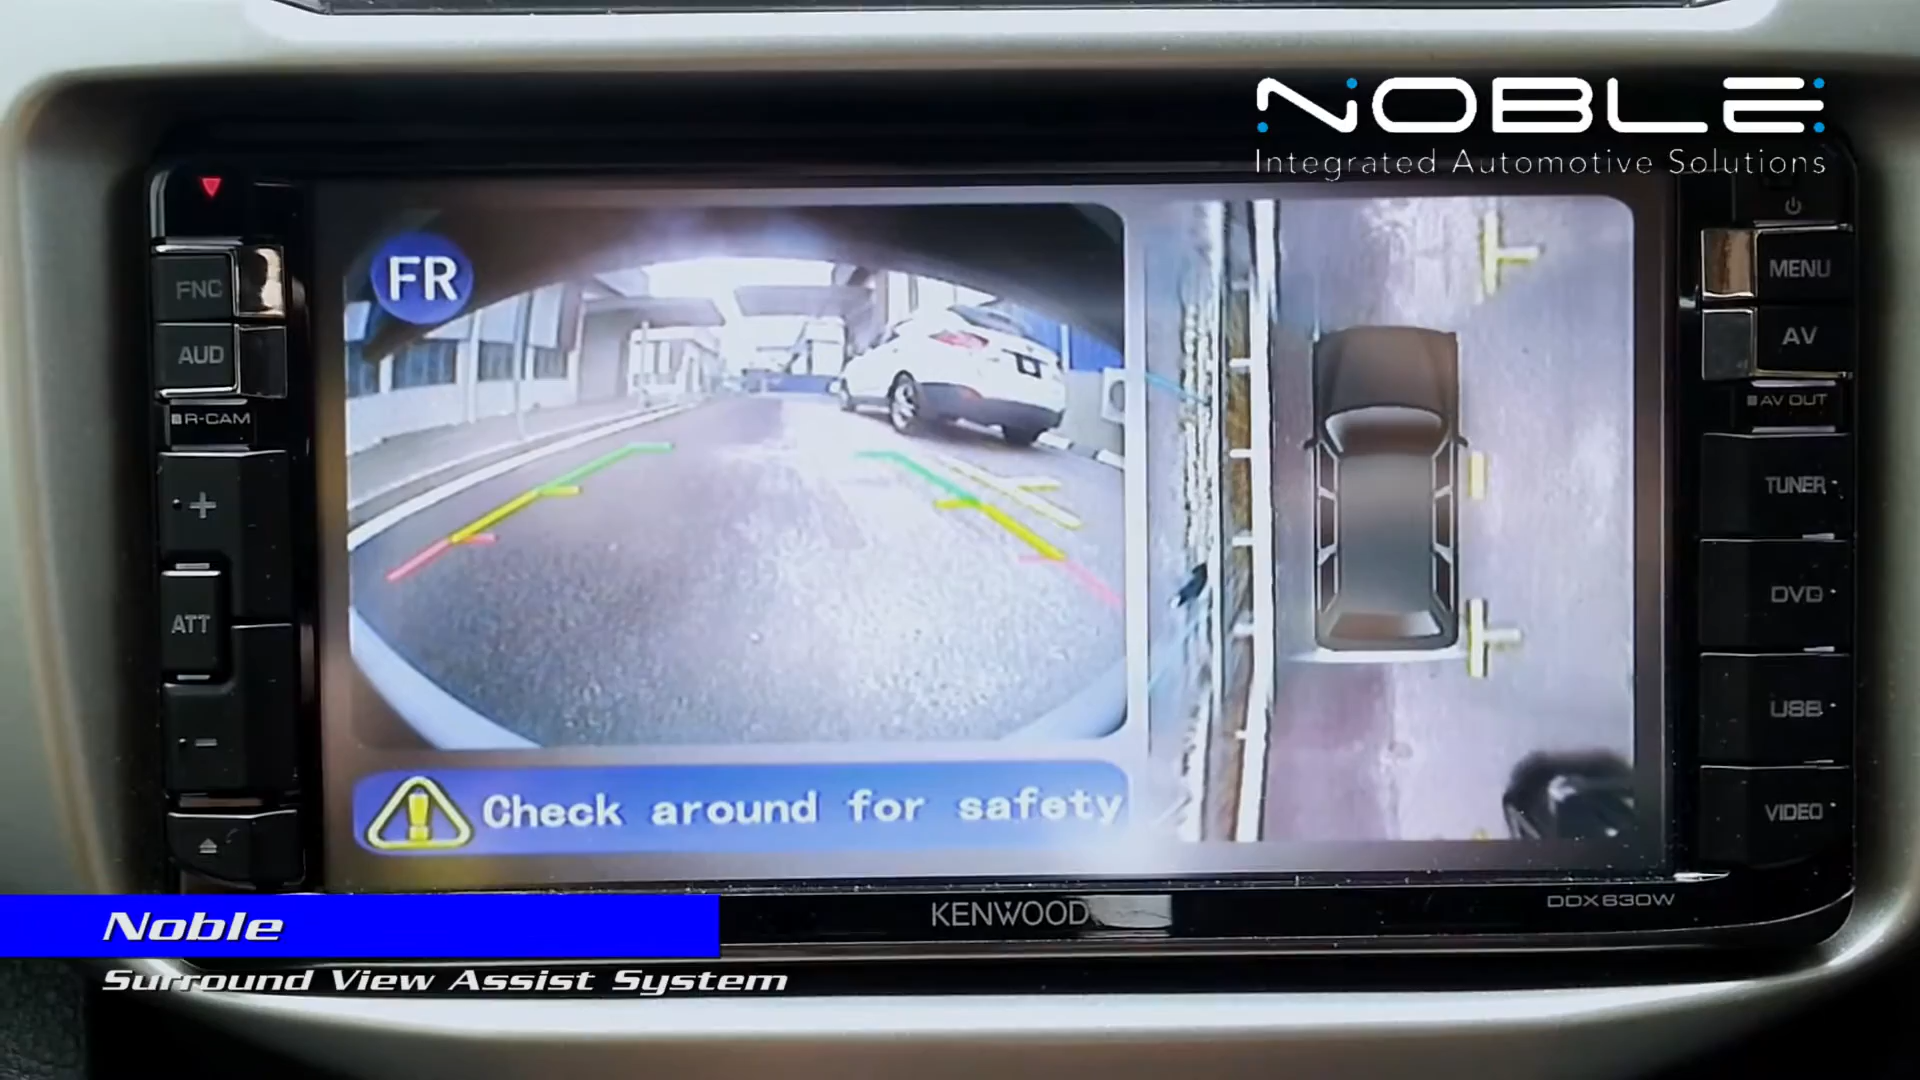 NOBLE
Integrated Automotive Solutions
FR
FNC
AUD
R-CAM
+
ATT
-
MENU
AV
AV OUT
TUNER
DVD
USB
VIDEO
Check around for safety
KENWOOD
DDX630W
Noble
Surround View Assist System